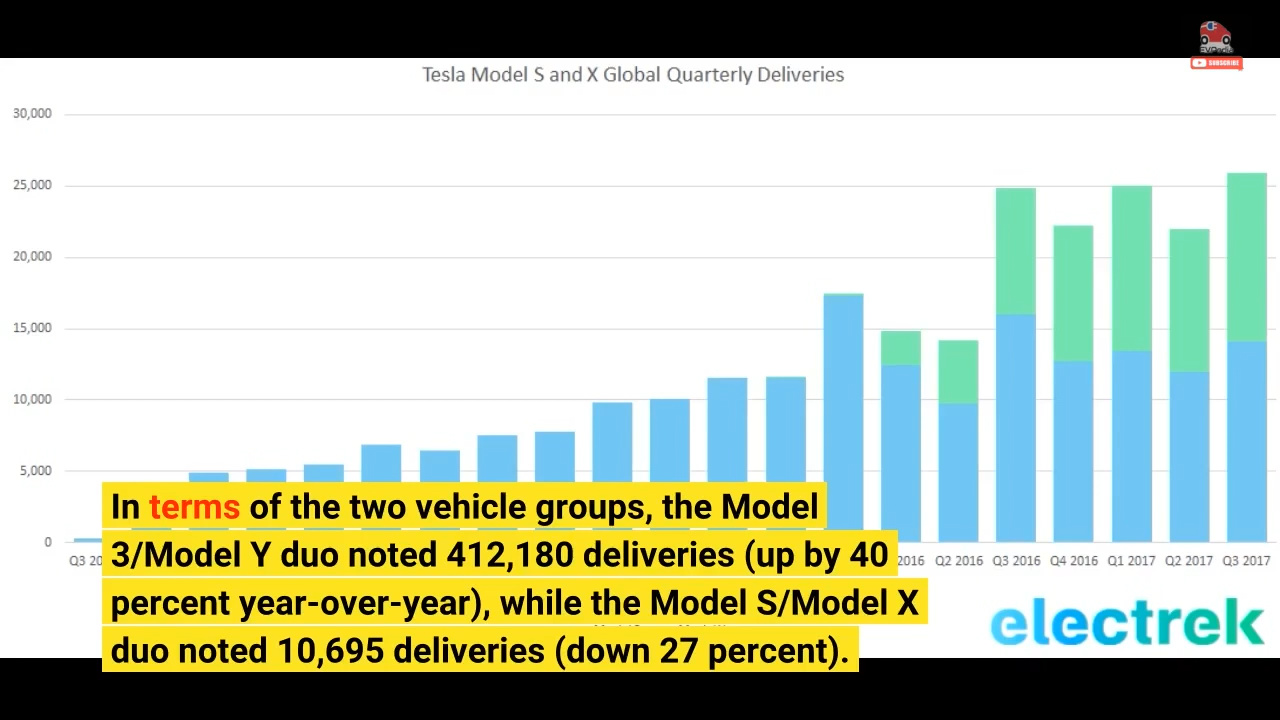 SUBSCRIBE
Tesla Model S and X Global Quarterly Deliveries
30,000
25,000
20,000
15,000
10,000
5,000
0
Q3 20
2016
Q2 2016
Q3 2016
Q4 2016
Q1 2017
Q2 2017
Q3 2017
In terms of the two vehicle groups, the Model
3/Model Y duo noted 412,180 deliveries (up by 40
percent year-over-year), while the Model S/Model X
duo noted 10,695 deliveries (down 27 percent).
electrek